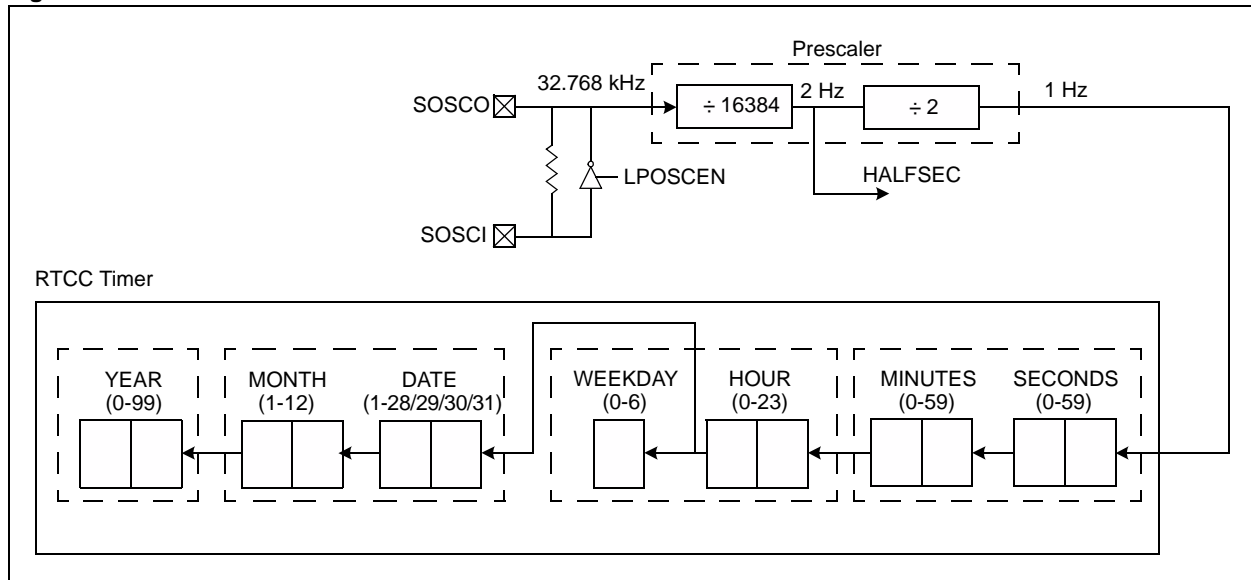 Prescaler
32.768 kHz
SOSCO
÷ 16384
2 Hz
÷ 2
1 Hz
LPOSCEN
HALFSEC
SOSCI
RTCC Timer
YEAR
(0-99)
MONTH
(1-12)
DATE
(1-28/29/30/31)
WEEKDAY
(0-6)
HOUR
(0-23)
MINUTES
(0-59)
SECONDS
(0-59)